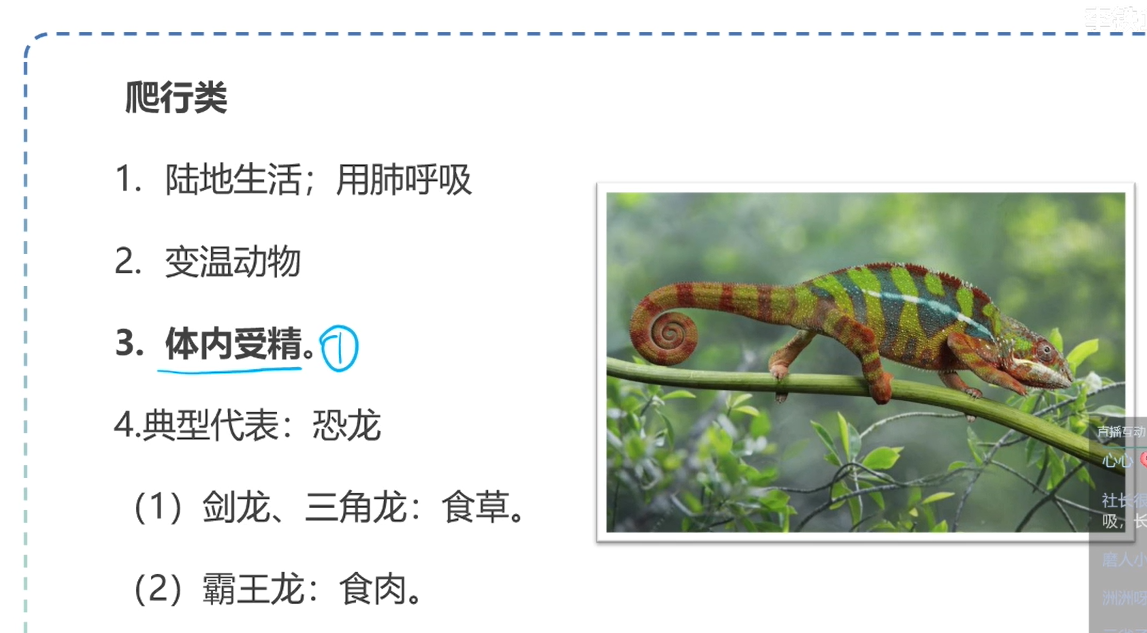 爬行类
1. 陆地生活；用肺呼吸
2. 变温动物
3. 体内受精。①
4.典型代表：恐龙
（1）剑龙、三角龙：食草。
（2）霸王龙：食肉。
直播互动
心心
社长很
吸，长
磨人小
洲洲呀